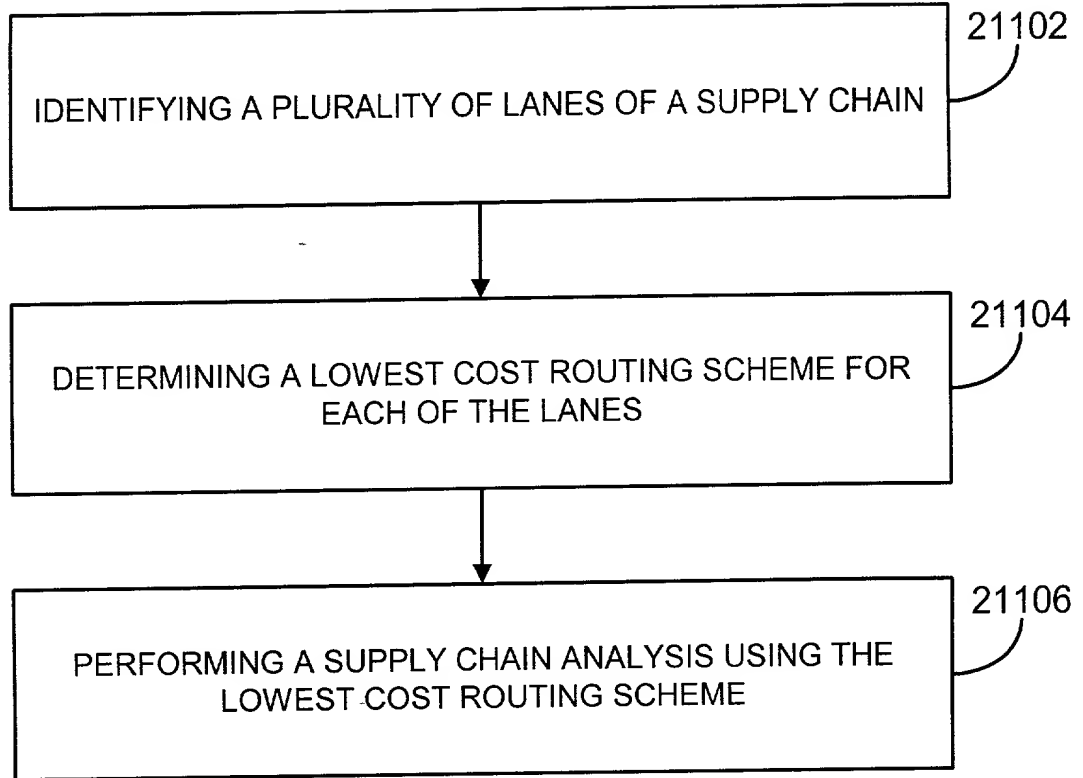 21102
IDENTIFYING A PLURALITY OF LANES OF A SUPPLY CHAIN
21104
DETERMINING A LOWEST COST ROUTING SCHEME FOR
EACH OF THE LANES
21106
PERFORMING A SUPPLY CHAIN ANALYSIS USING THE
LOWEST COST ROUTING SCHEME